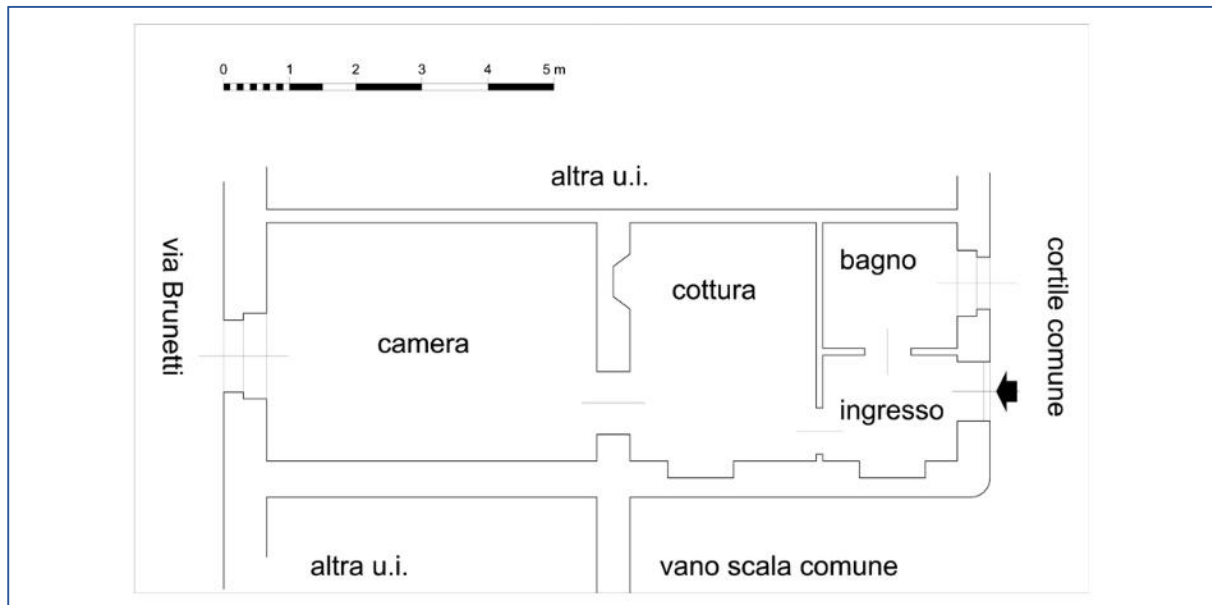 0 1 2 3 4 5 m
altra u.i.
via Brunetti
camera
cottura
bagno
ingresso
cortile comune
altra u.i.
vano scala comune